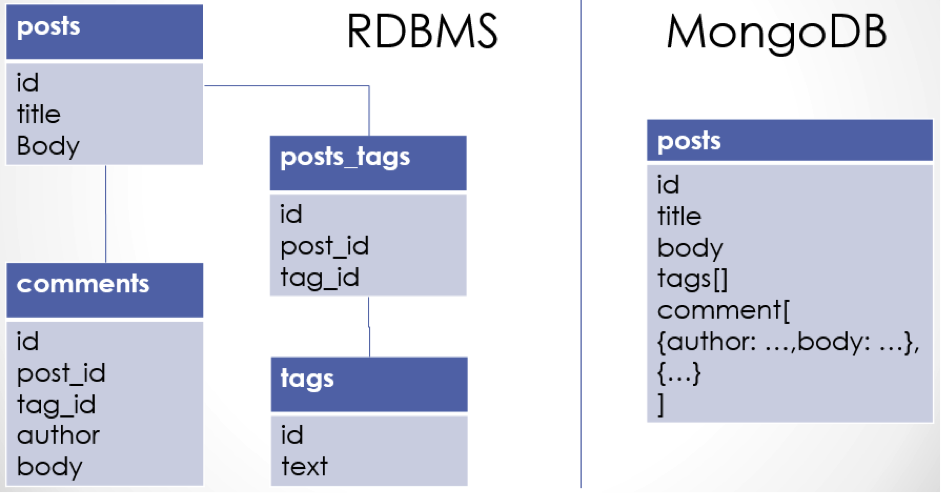 RDBMS
MongoDB
posts
id
title
Body
posts_tags
id
post_id
tag_id
comments
id
post_id
tag_id
author
body
tags
id
text
posts
id
title
body
tags[]
comment[
{author: …,body: …},
{…}
]